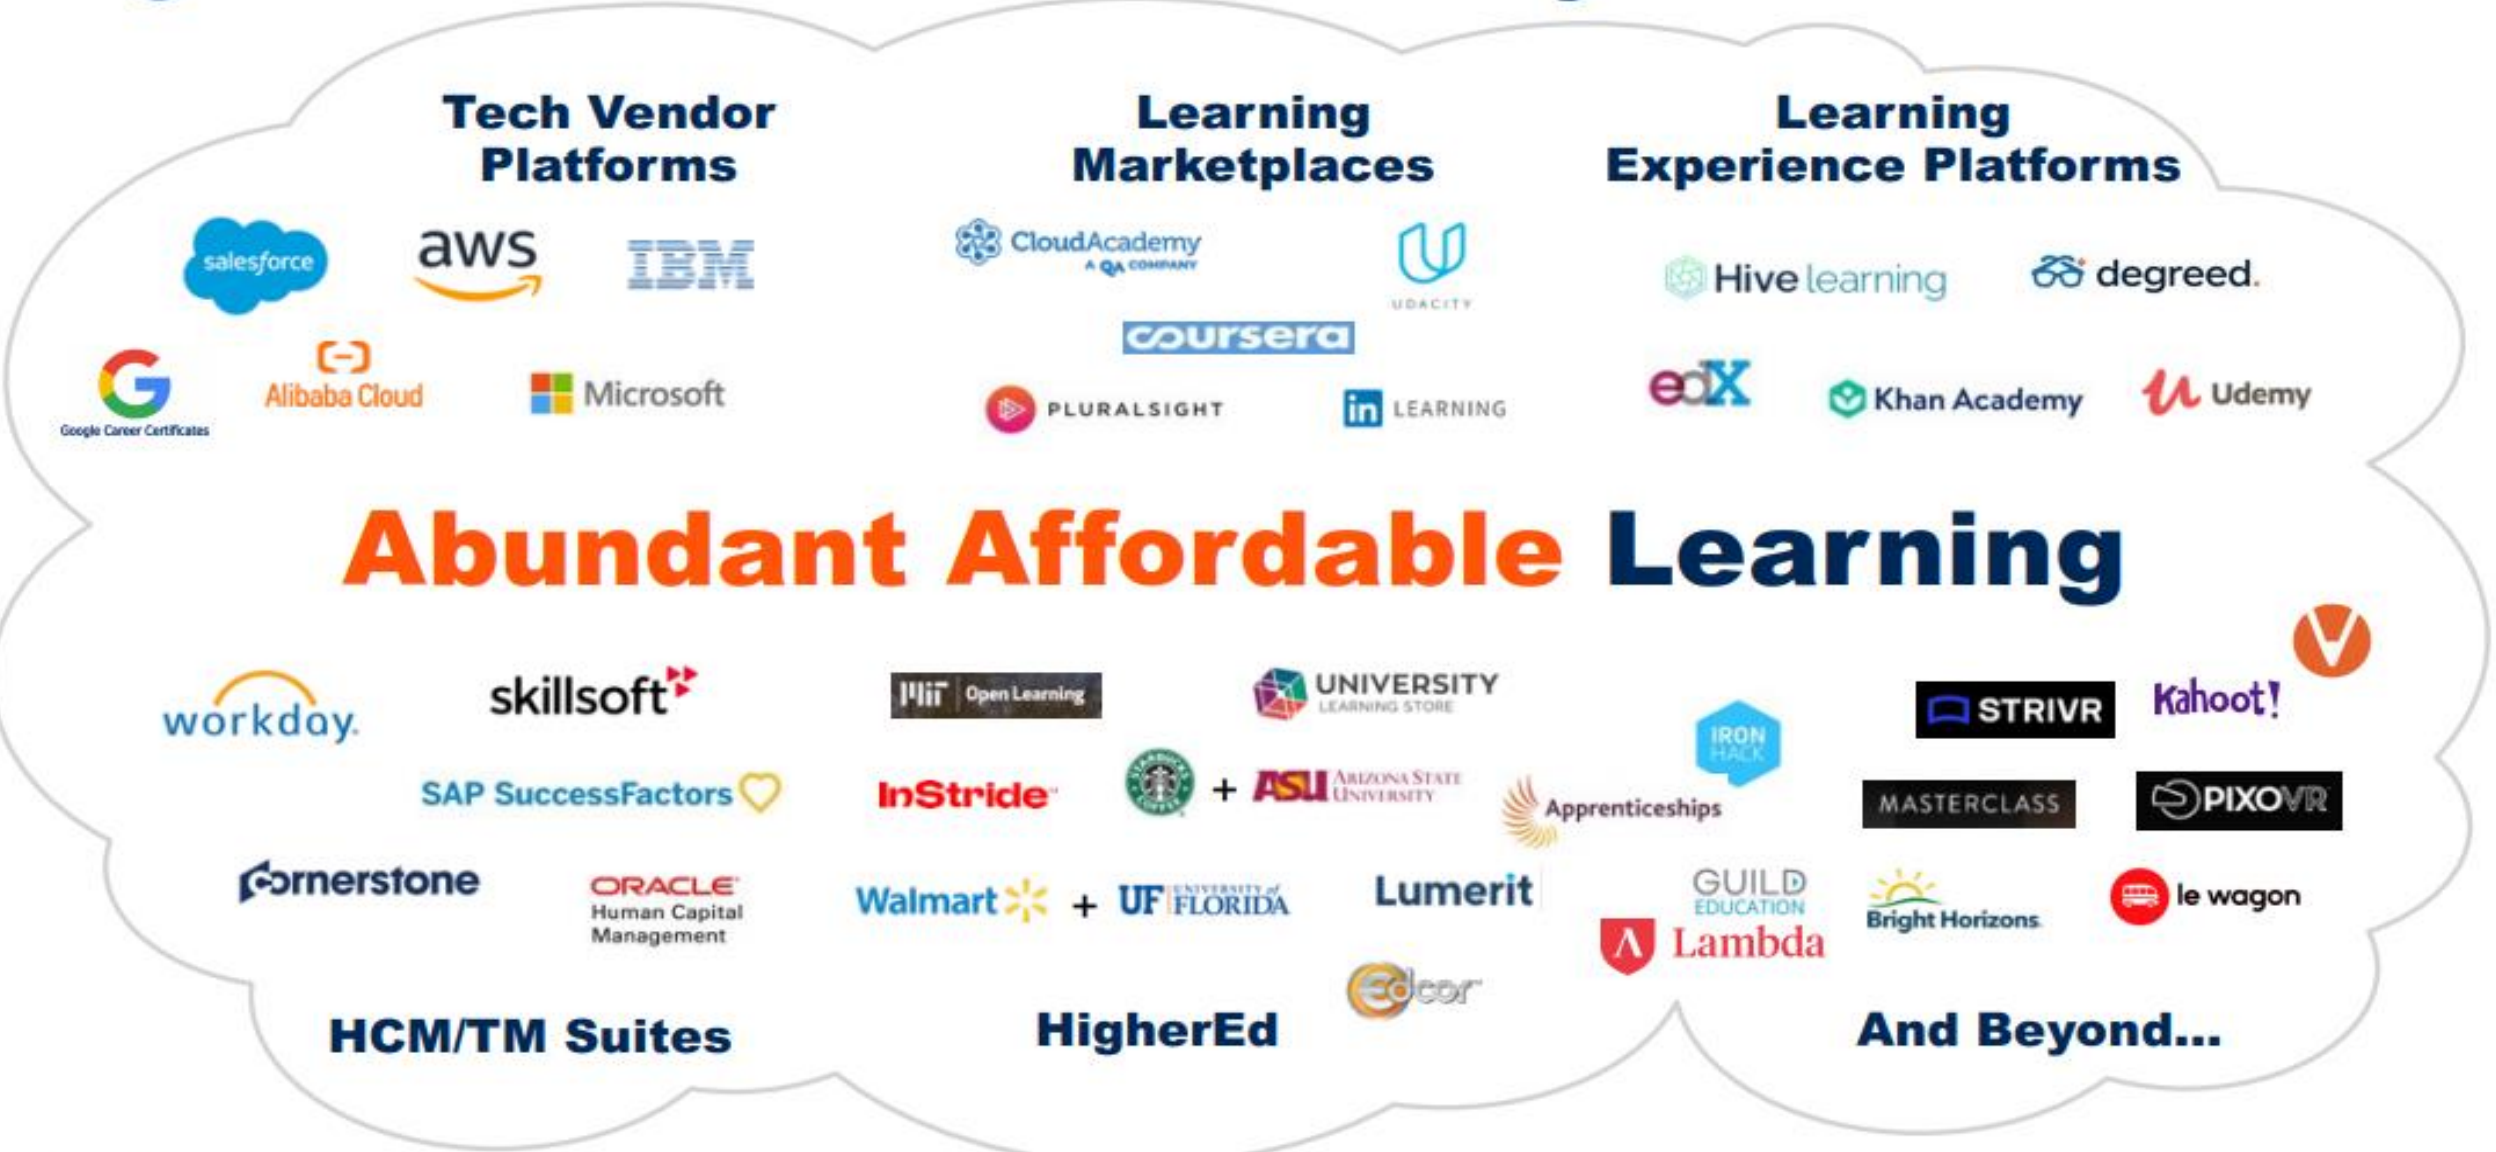 Tech Vendor
Platforms
Learning
Marketplaces
Learning
Experience Platforms
salesforce
aws
IBM
CloudAcademy
A QA COMPANY
UDACITY
Hive learning
degreed.
coursera
Google Career Certificates
Alibaba Cloud
Microsoft
PLURALSIGHT
in LEARNING
edX
Khan Academy
Udemy
Abundant Affordable Learning
workday.
skillsoft
MIT Open Learning
UNIVERSITY
LEARNING STORE
IRON
HACK
STRIVR
Kahoot!
SAP SuccessFactors
InStride
STARBUCKS
COFFEE
+
ASU ARIZONA STATE
UNIVERSITY
Apprenticeships
MASTERCLASS
PIXOVR
cornerstone
ORACLE
Human Capital
Management
Walmart + UF UNIVERSITY of
FLORIDA
Lumerit
GUILD
EDUCATION
Lambda
Bright Horizons
le wagon
Edcor
HCM/TM Suites
HigherEd
And Beyond...